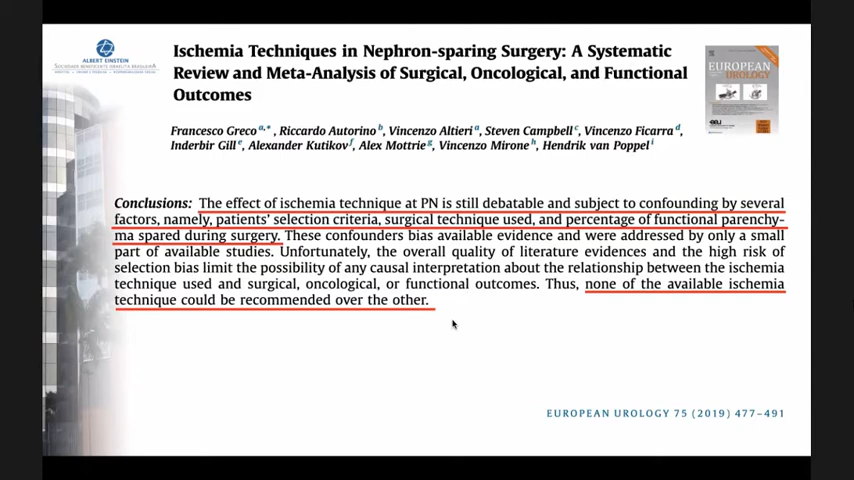 ALBERT EINSTEIN
SOCIEDADE BENEFICENTE ISRAELITA BRASILEIRA
Ischemia Techniques in Nephron-sparing Surgery: A Systematic
Review and Meta-Analysis of Surgical, Oncological, and Functional
Outcomes
EUROPEAN
UROLOGY
Francesco Greco a,*, Riccardo Autorino b, Vincenzo Altieri a, Steven Campbell c, Vincenzo Ficarra d,
Inderbir Gill e, Alexander Kutikov f, Alex Mottrie g, Vincenzo Mirone h, Hendrik van Poppel i
Conclusions: The effect of ischemia technique at PN is still debatable and subject to confounding by several
factors, namely, patients' selection criteria, surgical technique used, and percentage of functional parenchy-
ma spared during surgery. These confounders bias available evidence and were addressed by only a small
part of available studies. Unfortunately, the overall quality of literature evidences and the high risk of
selection bias limit the possibility of any causal interpretation about the relationship between the ischemia
technique used and surgical, oncological, or functional outcomes. Thus, none of the available ischemia
technique could be recommended over the other.
EUROPEAN UROLOGY 75 (2019) 477–491